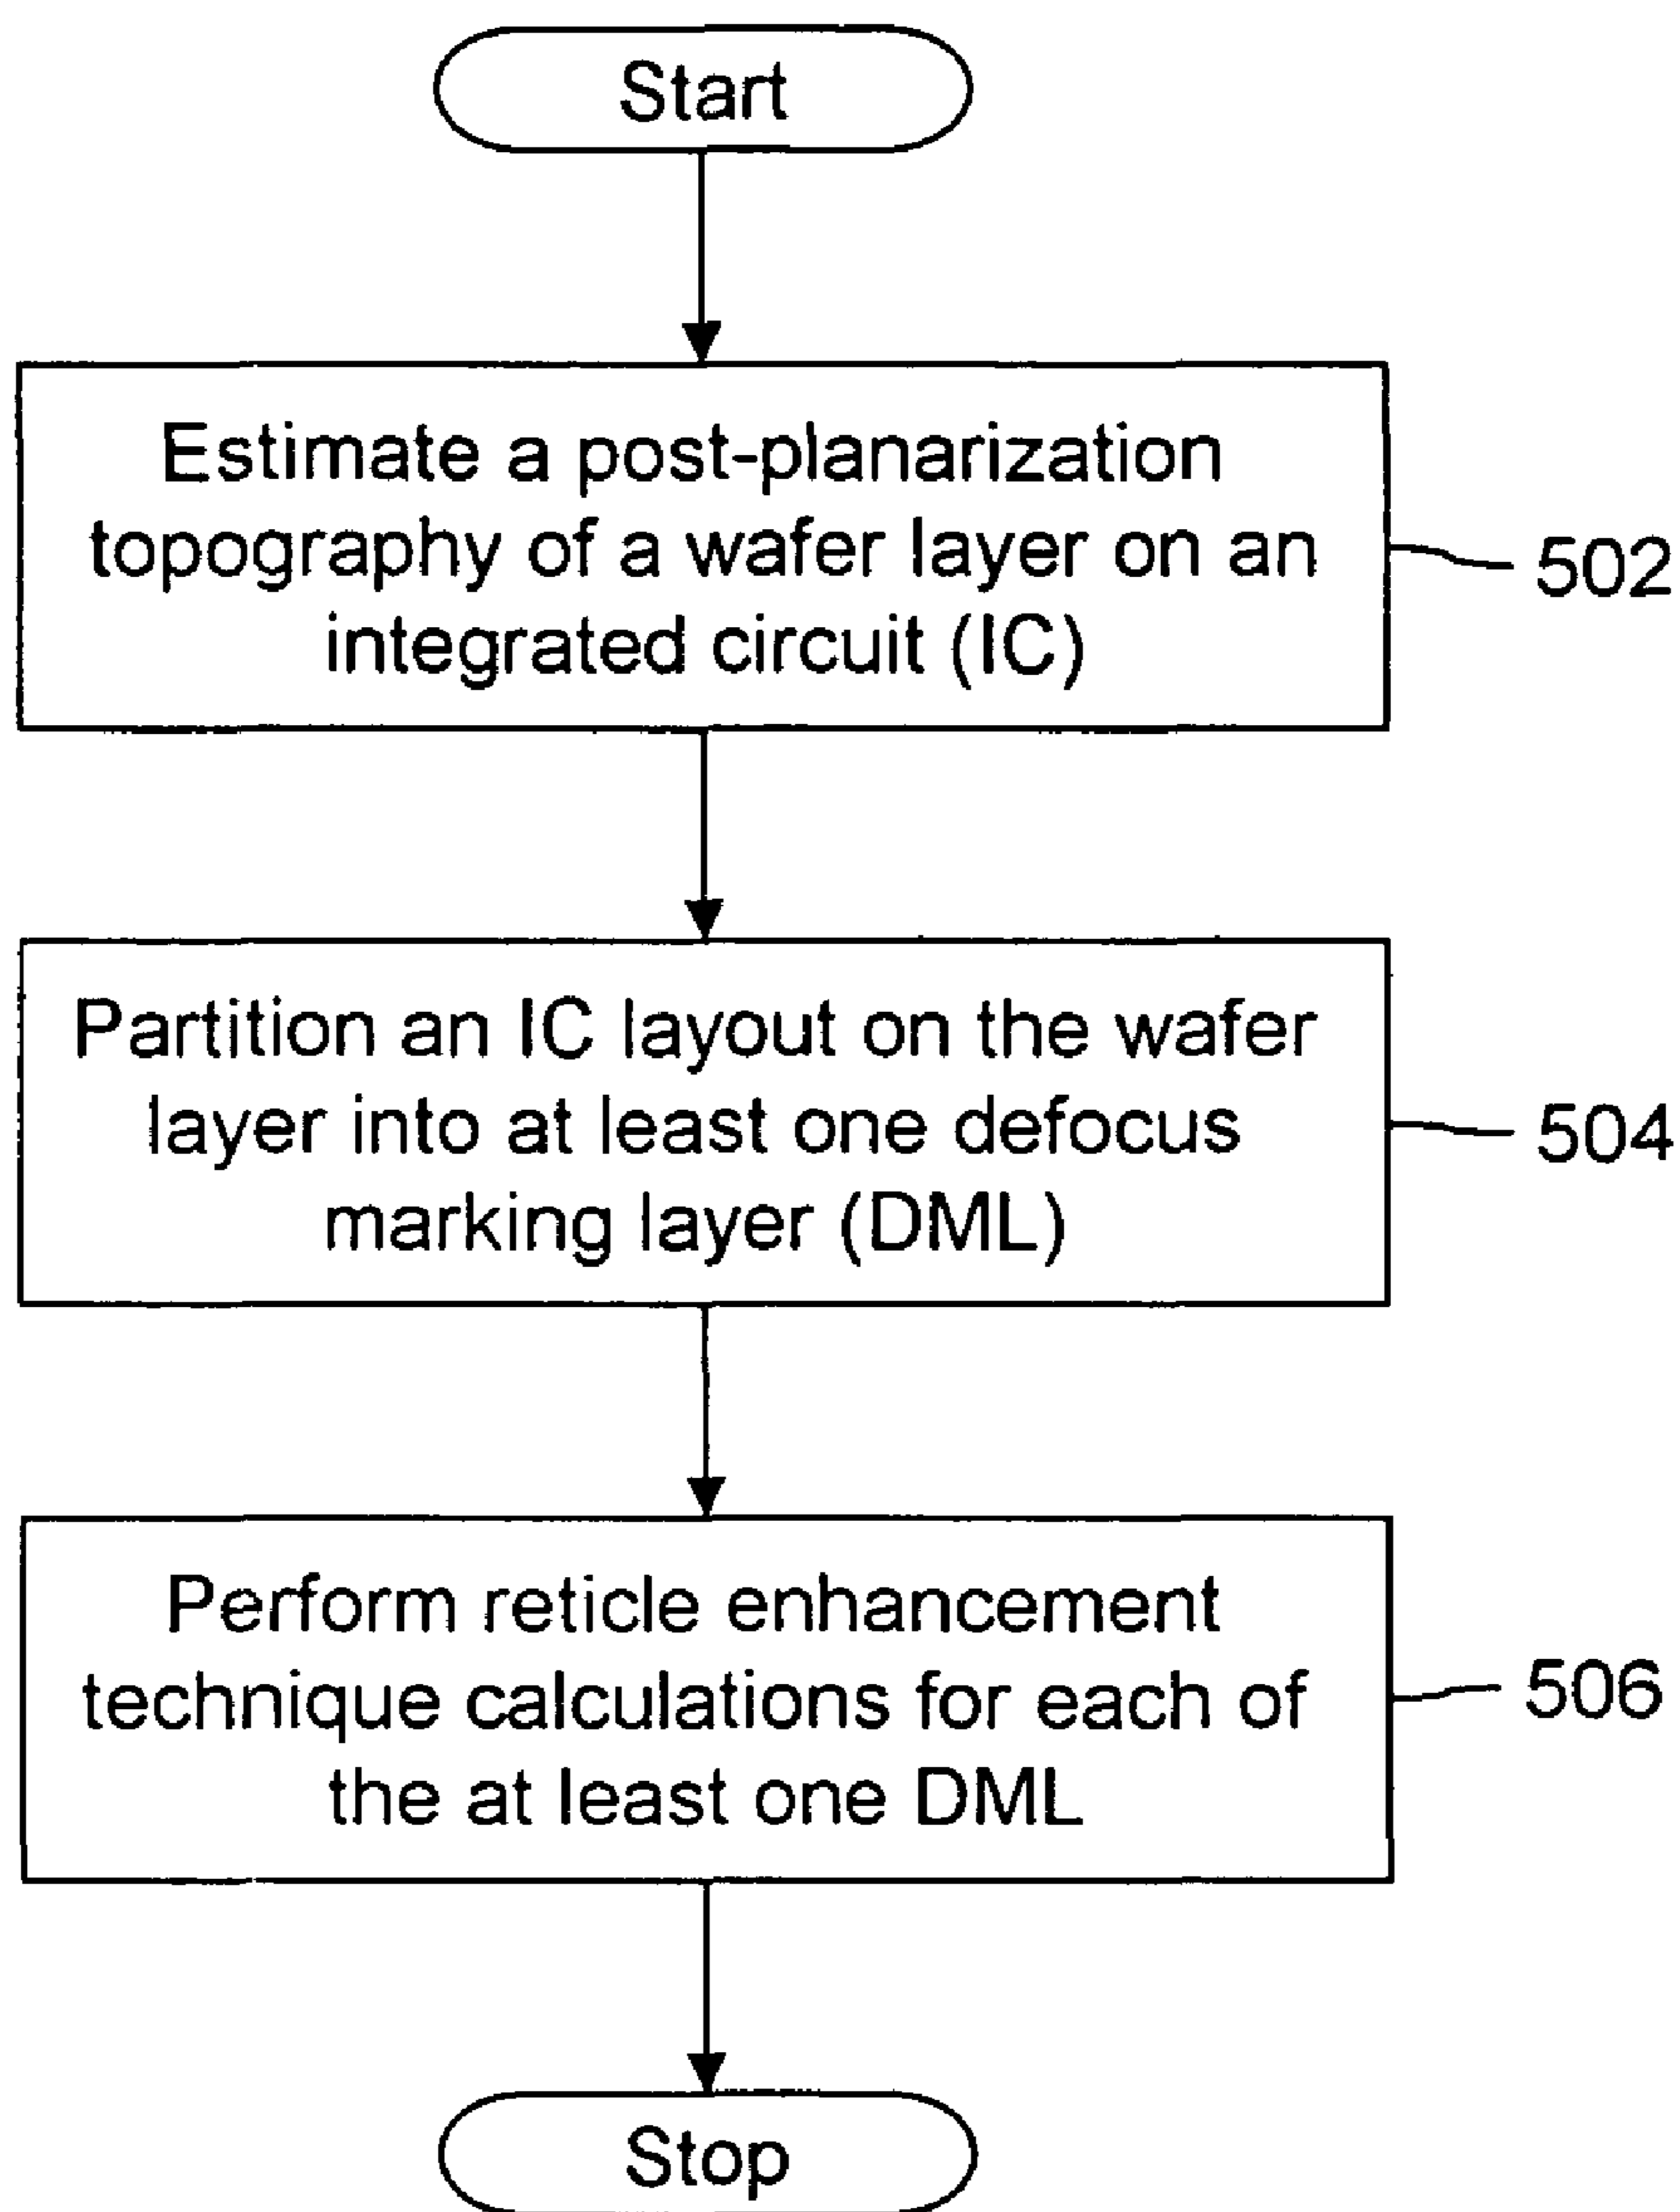 Start
Estimate a post-planarization
topography of a wafer layer on an
integrated circuit (IC)
502
Partition an IC layout on the wafer
layer into at least one defocus
marking layer (DML)
504
Perform reticle enhancement
technique calculations for each of
the at least one DML
506
Stop